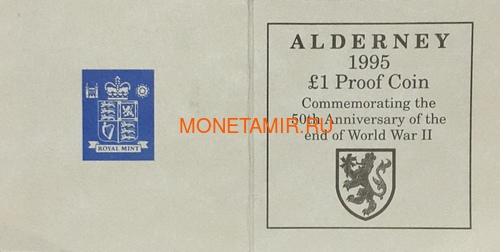 ROYAL MINT
MONETAMIR.RU
ALDERNEY
1995
£1 Proof Coin
Commemorating the
50th Anniversary of the
end of World War II